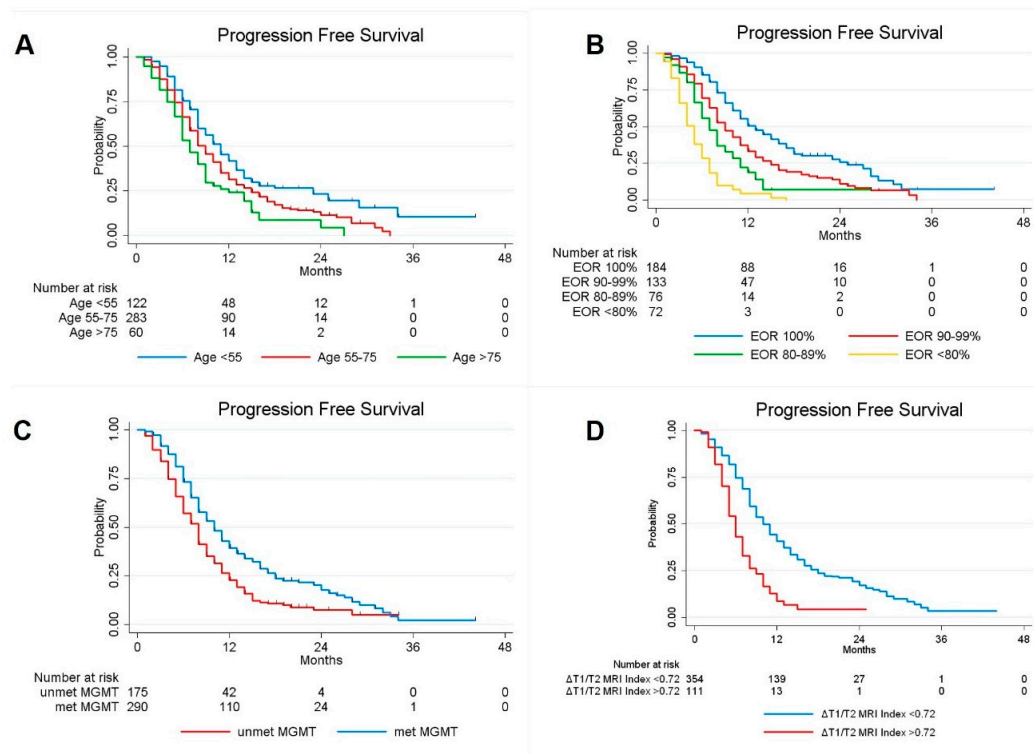 A
Progression Free Survival
Probability
1.00
0.75
0.50
0.25
0.00
0 12 24 36 48
Months
Number at risk
Age <55 122 48 12 1 0
Age 55-75 283 90 14 0 0
Age >75 60 14 2 0 0
Age <55 Age 55-75 Age >75
B
Progression Free Survival
Probability
1.00
0.75
0.50
0.25
0.00
0 12 24 36 48
Months
Number at risk
EOR 100% 184 88 16 1 0
EOR 90-99% 133 47 10 0 0
EOR 80-89% 76 14 2 0 0
EOR <80% 72 3 0 0 0
EOR 100% EOR 90-99%
EOR 80-89% EOR <80%
C
Progression Free Survival
Probability
1.00
0.75
0.50
0.25
0.00
0 12 24 36 48
Months
Number at risk
unmet MGMT 175 42 4 0 0
met MGMT 290 110 24 1 0
unmet MGMT met MGMT
D
Progression Free Survival
Probability
1.00
0.75
0.50
0.25
0.00
0 12 24 36 48
Months
Number at risk
ΔT1/T2 MRI Index <0.72 354 139 27 1 0
ΔT1/T2 MRI Index >0.72 111 13 1 0 0
ΔT1/T2 MRI Index <0.72
ΔT1/T2 MRI Index >0.72